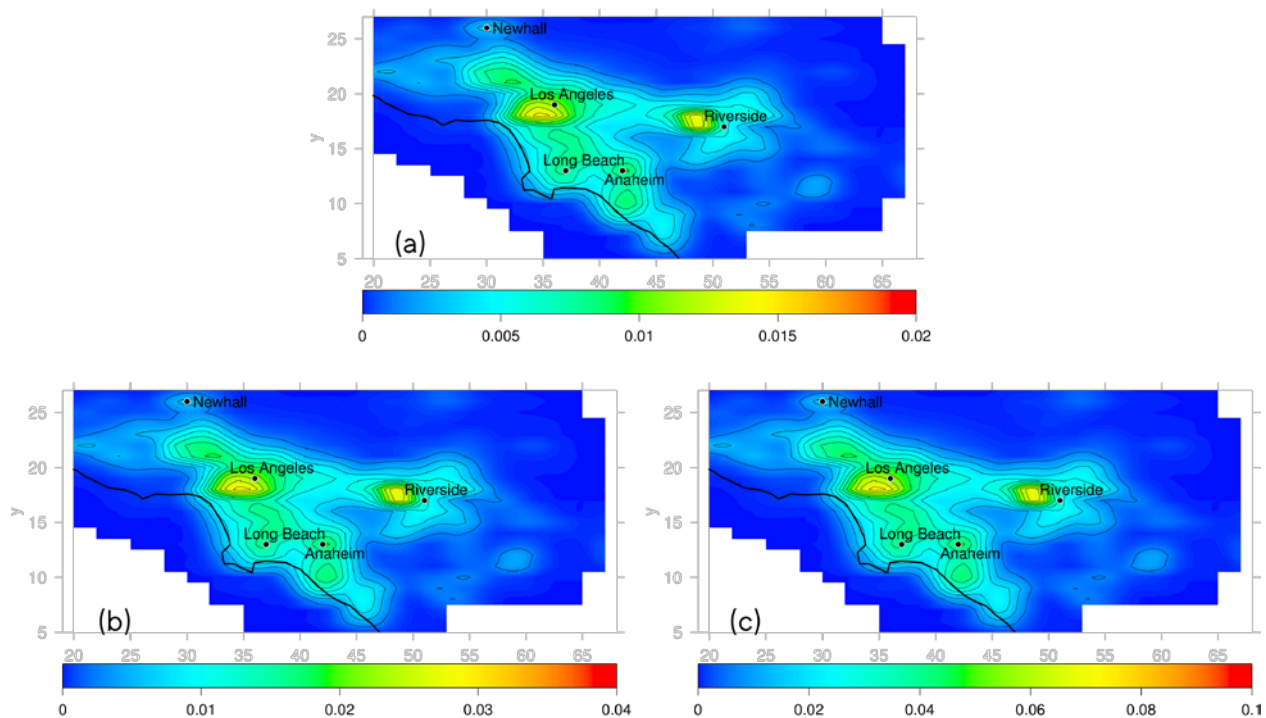 25
Newhall
20
Los Angeles
Riverside
y
15
Long Beach
Anaheim
10
(a)
5
20 25 30 35 40 45 50 55 60 65
0 0.005 0.01 0.015 0.02
25
Newhall
20
Los Angeles
Riverside
y
15
Long Beach
Anaheim
10
(b)
5
20 25 30 35 40 45 50 55 60 65
0 0.01 0.02 0.03 0.04
25
Newhall
20
Los Angeles
Riverside
y
15
Long Beach
Anaheim
10
(c)
5
20 25 30 35 40 45 50 55 60 65
0 0.02 0.04 0.06 0.08 0.1